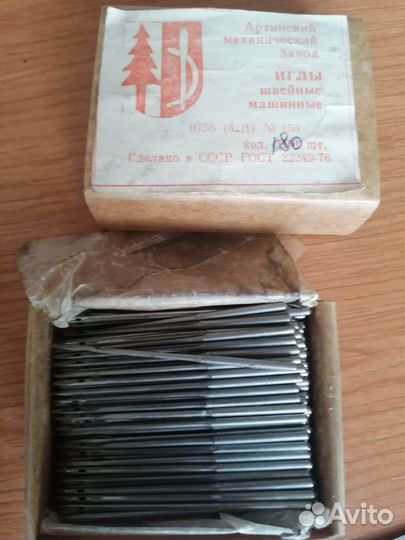 Артинский
механический
завод
ИГЛЫ
швейные
машинные
0756 (4-Д) № 150
кол. 180 шт.
Сделано в СССР ГОСТ 22249-76
Avito